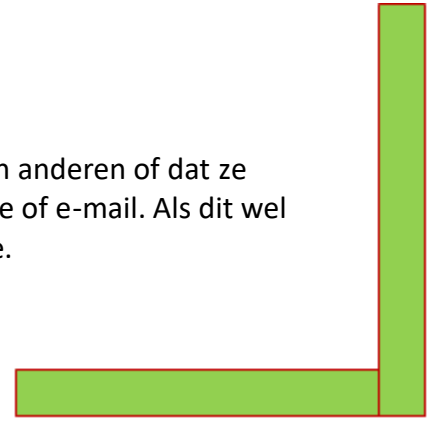 n anderen of dat ze
e of e-mail. Als dit wel
e.